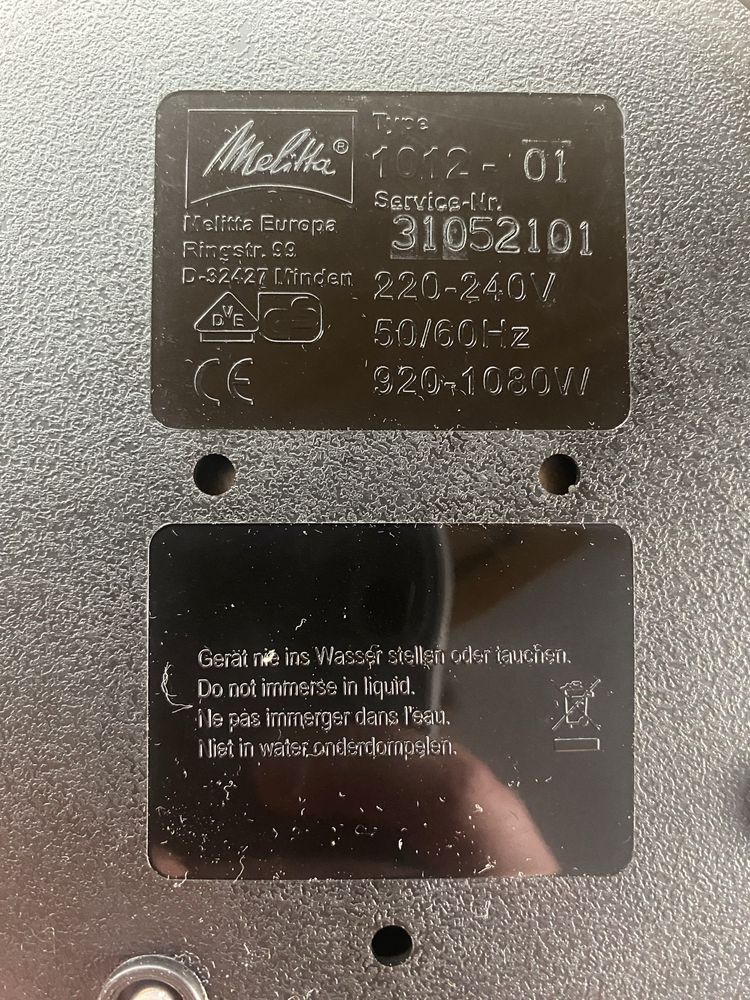 Melitta®
Melitta Europa
Ringstr. 99
D-32427 Minden
DVE
GS
CE
Type
1012-01
Service-Nr.
31052101
220-240V
50/60Hz
920-1080W
Gerät nie ins Wasser stellen oder tauchen.
Do not immerse in liquid.
Ne pas immerger dans l'eau.
Niet in water onderdompelen.